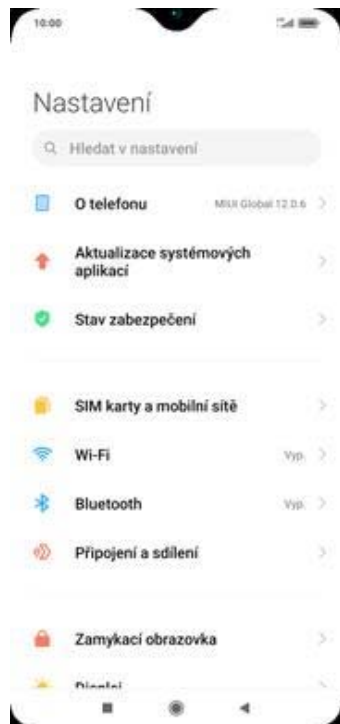 10:00
Nastavení
Hledat v nastavení
O telefonu MIUI Global 12.0.6
Aktualizace systémových
aplikací
Stav zabezpečení
SIM karty a mobilní sítě
Wi-Fi Vyp.
Bluetooth Vyp.
Připojení a sdílení
Zamykací obrazovka
Displej